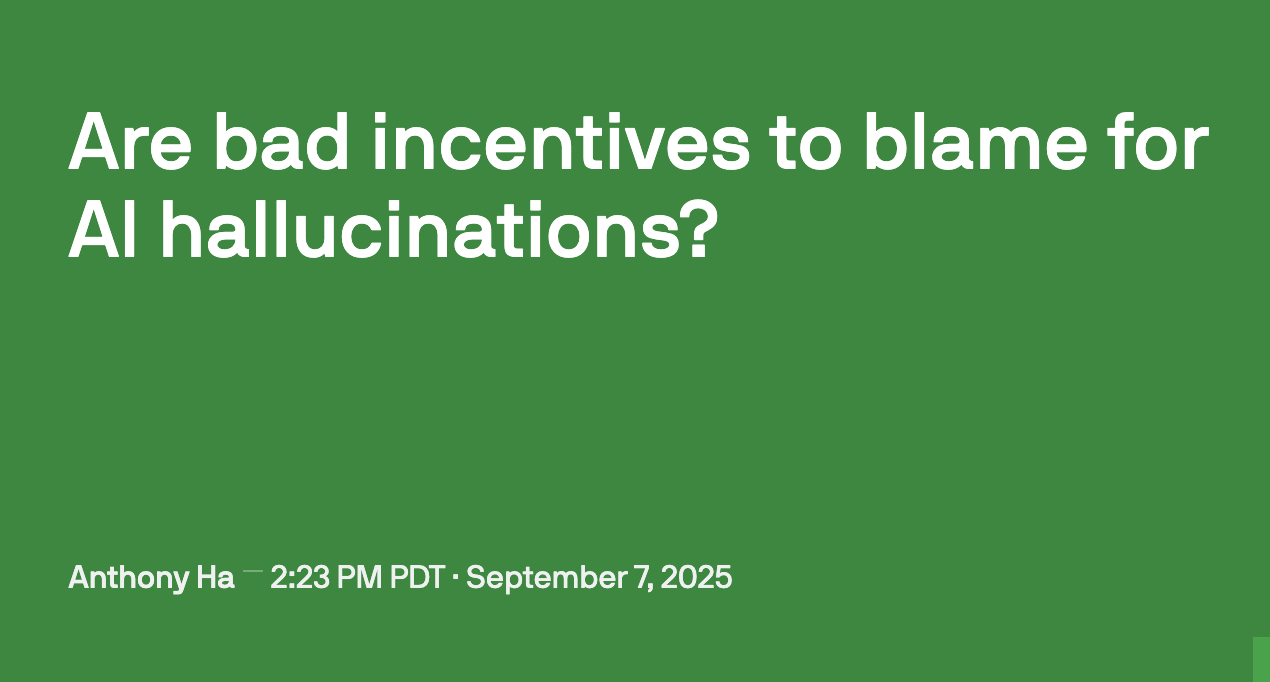 Are bad incentives to blame for
AI hallucinations?
Anthony Ha — 2:23 PM PDT · September 7, 2025